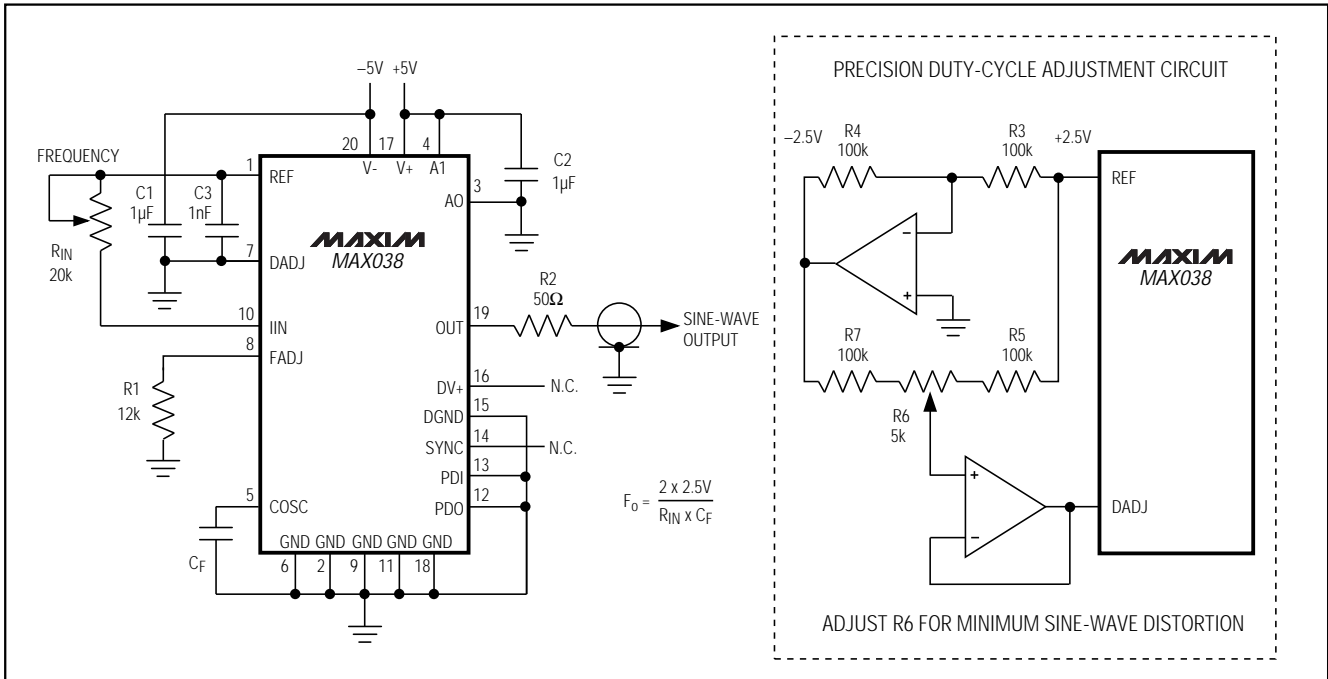 –5V +5V
20 17 4
V- V+ A1
FREQUENCY
1
REF
C1
1µF
C3
1nF
C2
1µF
3
AO
MAXIM
MAX038
RIN
20k
7
DADJ
10
IIN
8
FADJ
R1
12k
R2
50Ω
19
OUT
SINE-WAVE
OUTPUT
16
DV+
N.C.
15
DGND
14
SYNC
N.C.
13
PDI
12
PDO
5
COSC
CF
GND GND GND GND GND
6 2 9 11 18
Fo = 2 x 2.5V
RIN x CF
PRECISION DUTY-CYCLE ADJUSTMENT CIRCUIT
–2.5V
R4
100k
R3
100k
+2.5V
REF
–
+
MAXIM
MAX038
R7
100k
R5
100k
R6
5k
+
–
DADJ
ADJUST R6 FOR MINIMUM SINE-WAVE DISTORTION